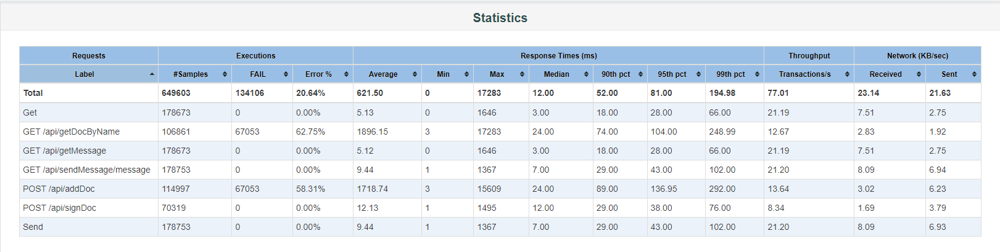 Statistics
Requests Executions Response Times (ms) Throughput Network (KB/sec)
Label #Samples FAIL Error % Average Min Max Median 90th pct 95th pct 99th pct Transactions/s Received Sent
Total 649603 134106 20.64% 621.50 0 17283 12.00 52.00 81.00 194.98 77.01 23.14 21.63
Get 178673 0 0.00% 5.13 0 1646 3.00 18.00 28.00 66.00 21.19 7.51 2.75
GET /api/getDocByName 106861 67053 62.75% 1896.15 3 17283 24.00 74.00 104.00 248.99 12.67 2.83 1.92
GET /api/getMessage 178673 0 0.00% 5.12 0 1646 3.00 18.00 28.00 66.00 21.19 7.51 2.75
GET /api/sendMessage/message 178753 0 0.00% 9.44 1 1367 7.00 29.00 43.00 102.00 21.20 8.09 6.94
POST /api/addDoc 114997 67053 58.31% 1718.74 3 15609 24.00 89.00 136.95 292.00 13.64 3.02 6.23
POST /api/signDoc 70319 0 0.00% 12.13 1 1495 12.00 29.00 38.00 76.00 8.34 1.69 3.79
Send 178753 0 0.00% 9.44 1 1367 7.00 29.00 43.00 102.00 21.20 8.09 6.93